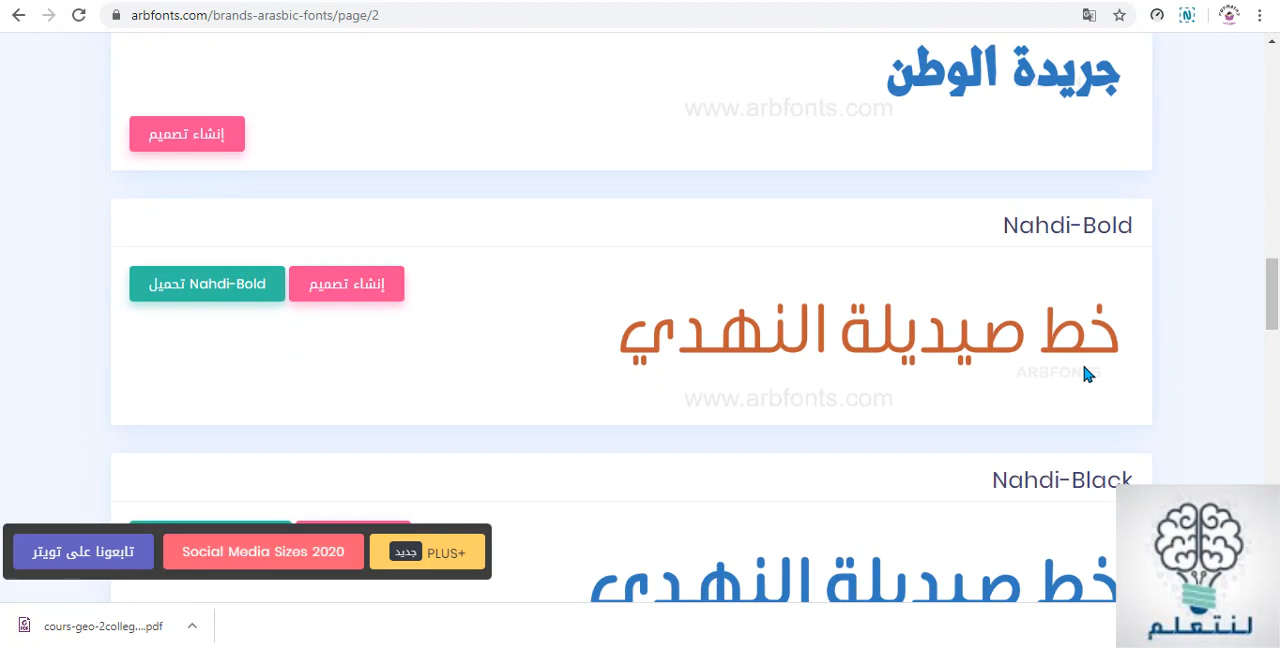 arbfonts.com/brands-arasbic-fonts/page/2
جريدة الوطن
www.arbfonts.com
إنشاء تصميم
Nahdi-Bold
تحميل Nahdi-Bold
إنشاء تصميم
خط صيديلة النهدي
ARBFONTS
www.arbfonts.com
Nahdi-Black
خط صيديلة النهدي
تابعونا على تويتر
Social Media Sizes 2020
جديد PLUS+
cours-geo-2colleg....pdf
لنتعلم